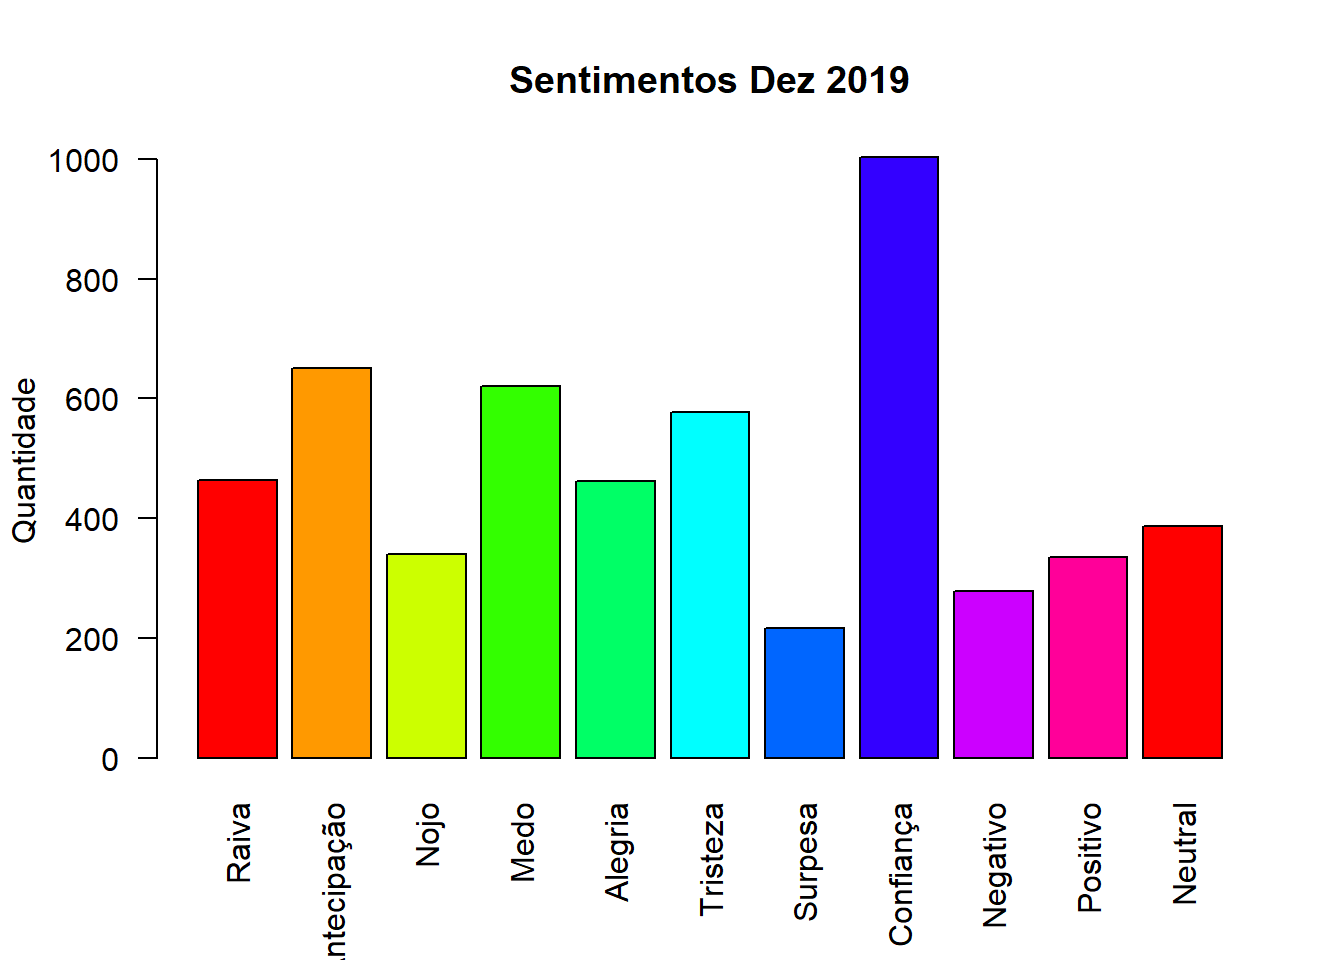 Sentimentos Dez 2019
Quantidade
1000
800
600
400
200
0
Raiva
Antecipação
Nojo
Medo
Alegria
Tristeza
Surpesa
Confiança
Negativo
Positivo
Neutral